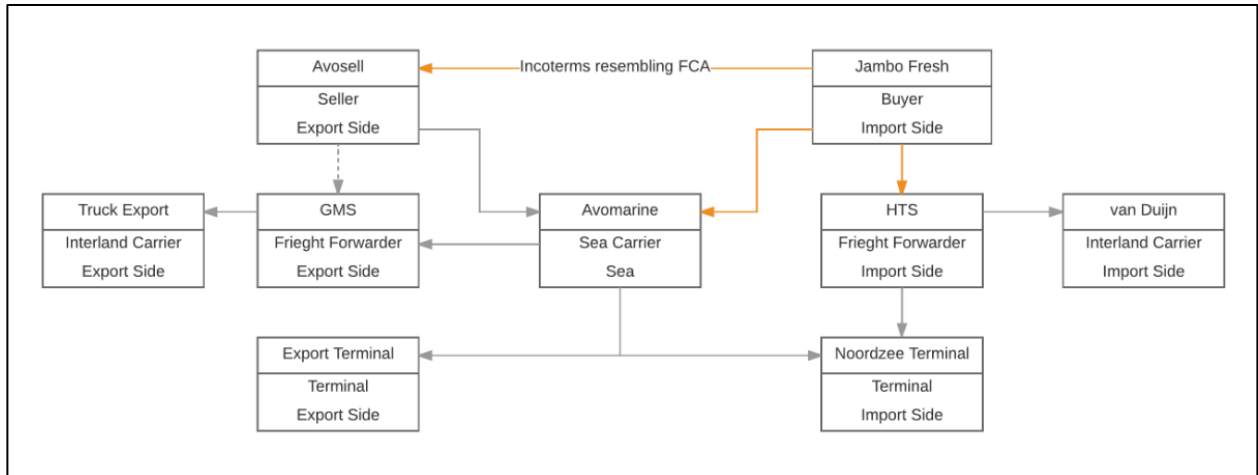 Avosell
Seller
Export Side
Incoterms resembling FCA
Jambo Fresh
Buyer
Import Side
Truck Export
Interland Carrier
Export Side
GMS
Frieght Forwarder
Export Side
Avomarine
Sea Carrier
Sea
HTS
Frieght Forwarder
Import Side
van Duijn
Interland Carrier
Import Side
Export Terminal
Terminal
Export Side
Noordzee Terminal
Terminal
Import Side